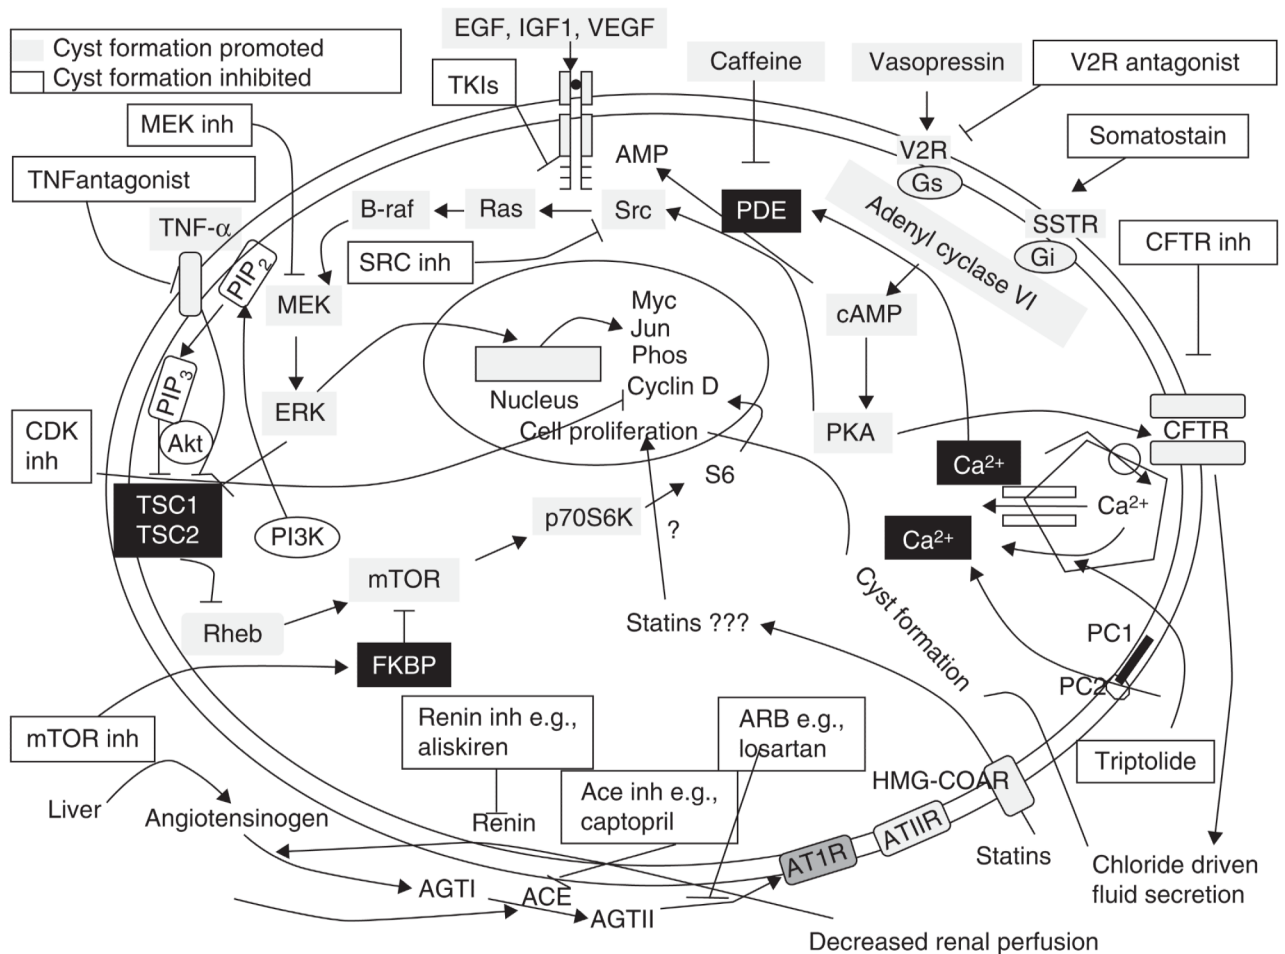 EGF, IGF1, VEGF
Cyst formation promoted
Cyst formation inhibited
TKIs
Caffeine
Vasopressin
V2R antagonist
MEK inh
Somatostain
TNFantagonist
AMP
V2R
Gs
B-raf
Ras
Src
PDE
Adenyl cyclase VI
SSTR
Gi
CFTR inh
TNF-α
PIP2
SRC inh
MEK
cAMP
Myc
Jun
Phos
Cyclin D
Nucleus
Cell proliferation
PIP3
Akt
ERK
PKA
CFTR
CDK
inh
TSC1
TSC2
PI3K
S6
p70S6K
?
Ca2+
Ca2+
Ca2+
mTOR
Rheb
FKBP
Statins ???
Cyst formation
PC1
PC2
mTOR inh
Renin inh e.g.,
aliskiren
ARB e.g.,
losartan
Triptolide
Ace inh e.g.,
captopril
HMG-COAR
Liver
Angiotensinogen
Renin
AT1R
ATIIR
Statins
Chloride driven
fluid secretion
AGTI
ACE
AGTII
Decreased renal perfusion